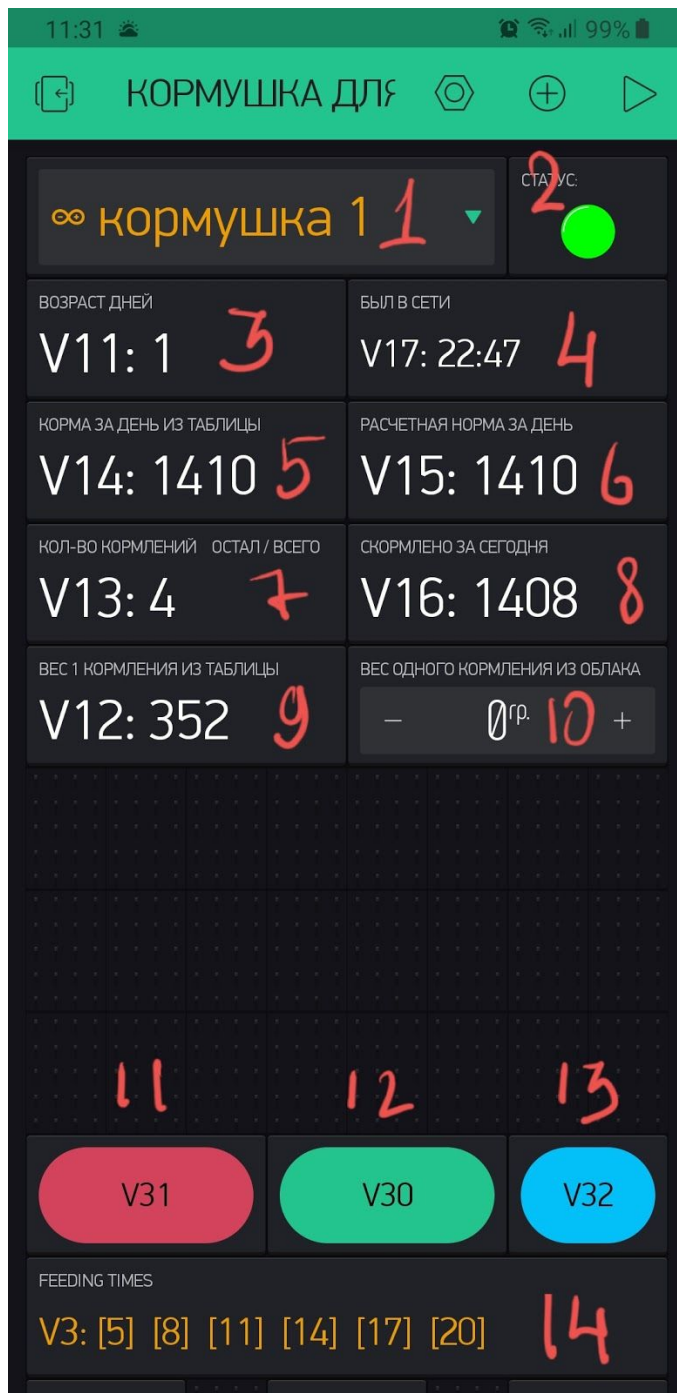 11:31 99%
КОРМУШКА ДЛЯ
∞ кормушка 1 1
СТАТУС: 2
ВОЗРАСТ ДНЕЙ
V11: 1 3
БЫЛ В СЕТИ
V17: 22:47 4
КОРМА ЗА ДЕНЬ ИЗ ТАБЛИЦЫ
V14: 1410 5
РАСЧЕТНАЯ НОРМА ЗА ДЕНЬ
V15: 1410 6
КОЛ-ВО КОРМЛЕНИЙ ОСТАЛ / ВСЕГО
V13: 4 7
СКОРМЛЕНО ЗА СЕГОДНЯ
V16: 1408 8
ВЕС 1 КОРМЛЕНИЯ ИЗ ТАБЛИЦЫ
V12: 352 9
ВЕС ОДНОГО КОРМЛЕНИЯ ИЗ ОБЛАКА
− 0гр. 10 +
11 12 13
V31 V30 V32
FEEDING TIMES
V3: [5] [8] [11] [14] [17] [20] 14